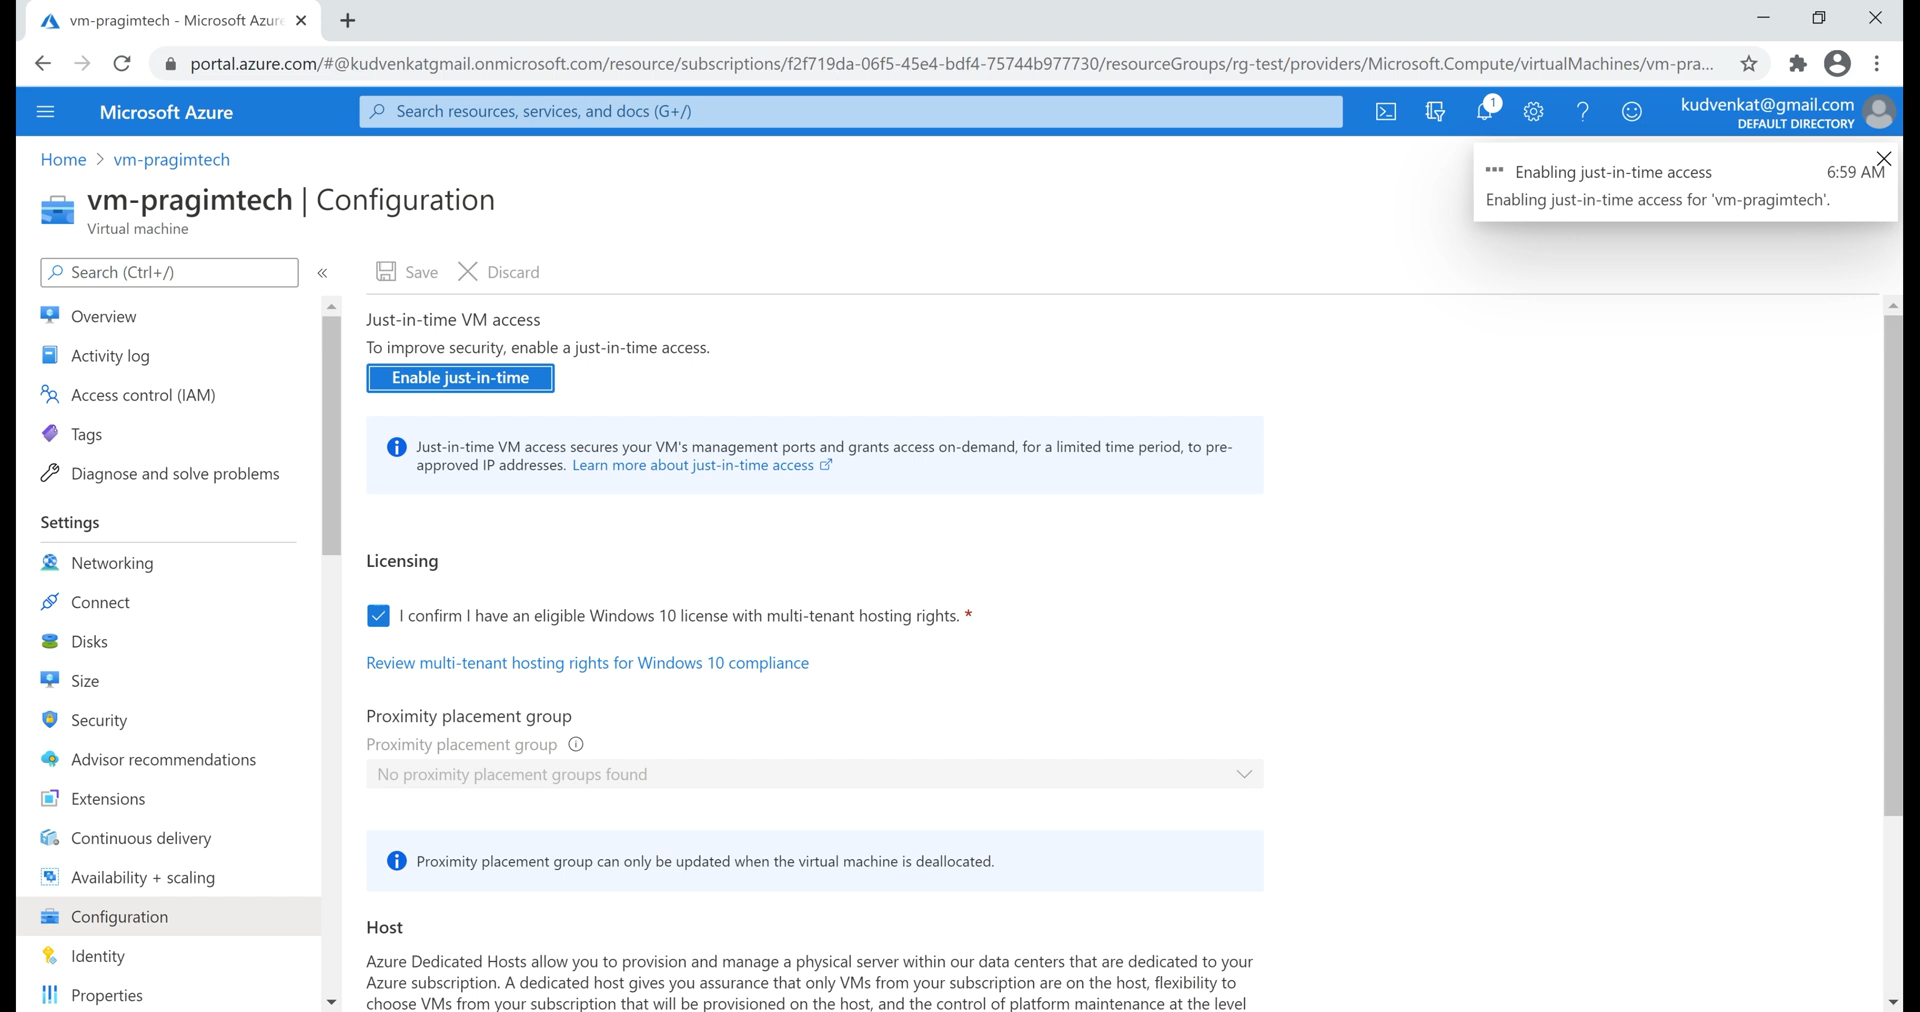 vm-pragimtech - Microsoft Azure
portal.azure.com/#@kudvenkatgmail.onmicrosoft.com/resource/subscriptions/f2f719da-06f5-45e4-bdf4-75744b977730/resourceGroups/rg-test/providers/Microsoft.Compute/virtualMachines/vm-pra...
Microsoft Azure
Search resources, services, and docs (G+/)
1
kudvenkat@gmail.com
DEFAULT DIRECTORY
Home > vm-pragimtech
Enabling just-in-time access 6:59 AM
Enabling just-in-time access for 'vm-pragimtech'.
vm-pragimtech | Configuration
Virtual machine
Search (Ctrl+/)
«
Save
Discard
Overview
Activity log
Access control (IAM)
Tags
Diagnose and solve problems
Settings
Networking
Connect
Disks
Size
Security
Advisor recommendations
Extensions
Continuous delivery
Availability + scaling
Configuration
Identity
Properties
Just-in-time VM access
To improve security, enable a just-in-time access.
Enable just-in-time
Just-in-time VM access secures your VM's management ports and grants access on-demand, for a limited time period, to pre-
approved IP addresses. Learn more about just-in-time access
Licensing
I confirm I have an eligible Windows 10 license with multi-tenant hosting rights. *
Review multi-tenant hosting rights for Windows 10 compliance
Proximity placement group
Proximity placement group
No proximity placement groups found
Proximity placement group can only be updated when the virtual machine is deallocated.
Host
Azure Dedicated Hosts allow you to provision and manage a physical server within our data centers that are dedicated to your
Azure subscription. A dedicated host gives you assurance that only VMs from your subscription are on the host, flexibility to
choose VMs from your subscription that will be provisioned on the host, and the control of platform maintenance at the level